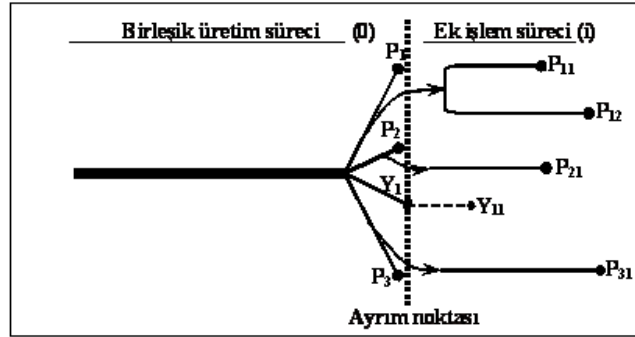 Birleşik üretim süreci (0) Ek işlem süreci (i)
P1
P11
P12
P2
P21
Y1
Y11
P3
P31
Ayrım noktası